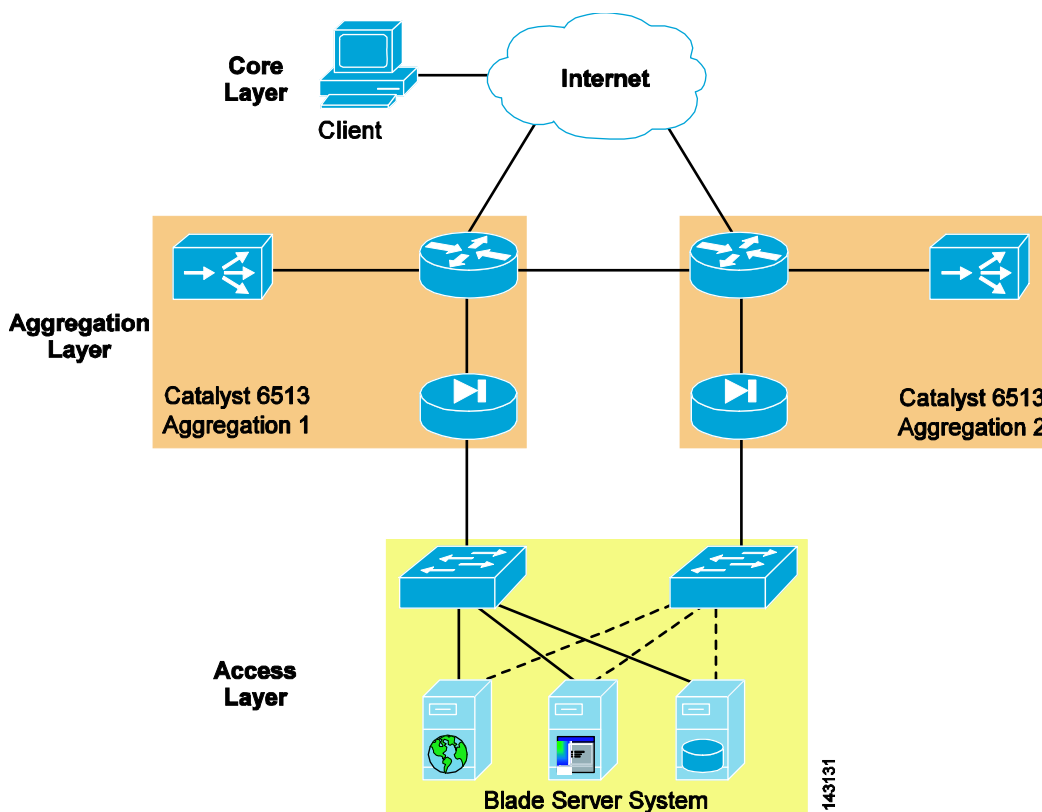 Core
Layer
Client
Internet
Aggregation
Layer
Catalyst 6513
Aggregation 1
Catalyst 6513
Aggregation 2
Access
Layer
Blade Server System
143131